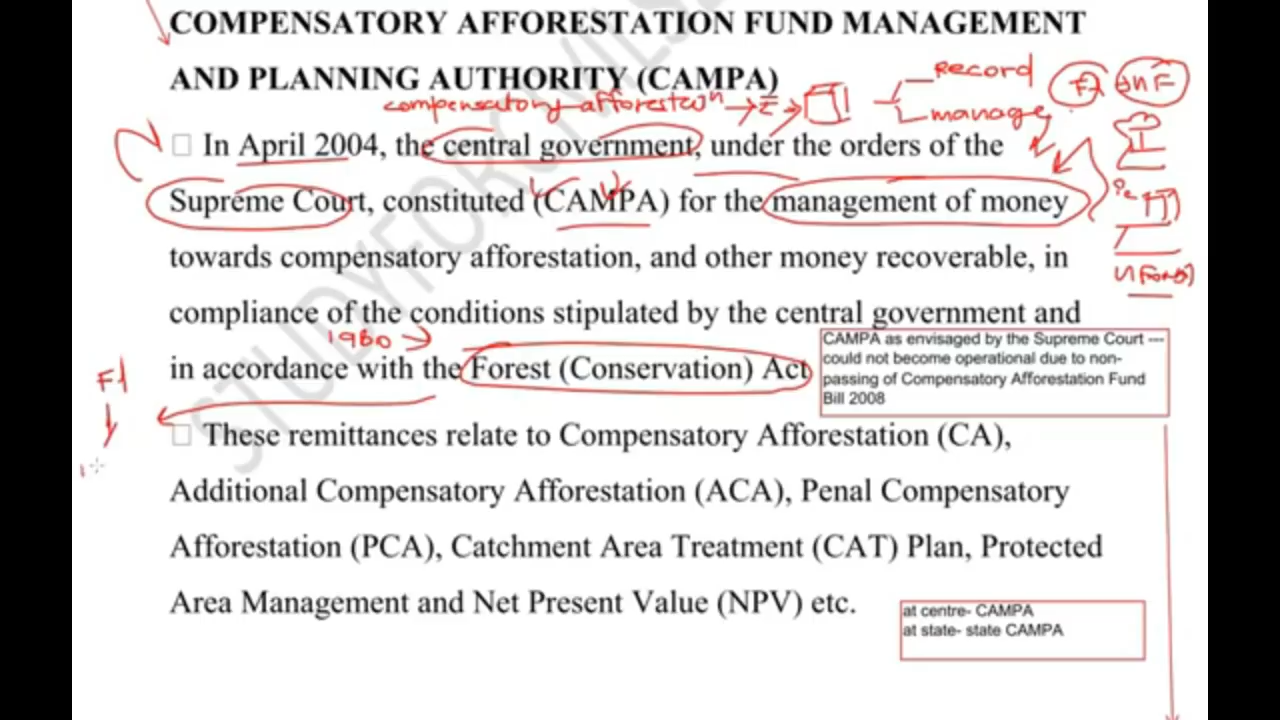 COMPENSATORY AFFORESTATION FUND MANAGEMENT
AND PLANNING AUTHORITY (CAMPA)
compensatory afforestation
Record
manage
In April 2004, the central government, under the orders of the
Supreme Court, constituted (CAMPA) for the management of money
towards compensatory afforestation, and other money recoverable, in
compliance of the conditions stipulated by the central government and
1980
in accordance with the Forest (Conservation) Act
CAMPA as envisaged by the Supreme Court ---
could not become operational due to non-
passing of Compensatory Afforestation Fund
Bill 2008
These remittances relate to Compensatory Afforestation (CA),
Additional Compensatory Afforestation (ACA), Penal Compensatory
Afforestation (PCA), Catchment Area Treatment (CAT) Plan, Protected
Area Management and Net Present Value (NPV) etc.
at centre- CAMPA
at state- state CAMPA
STUDYFORCIVILS